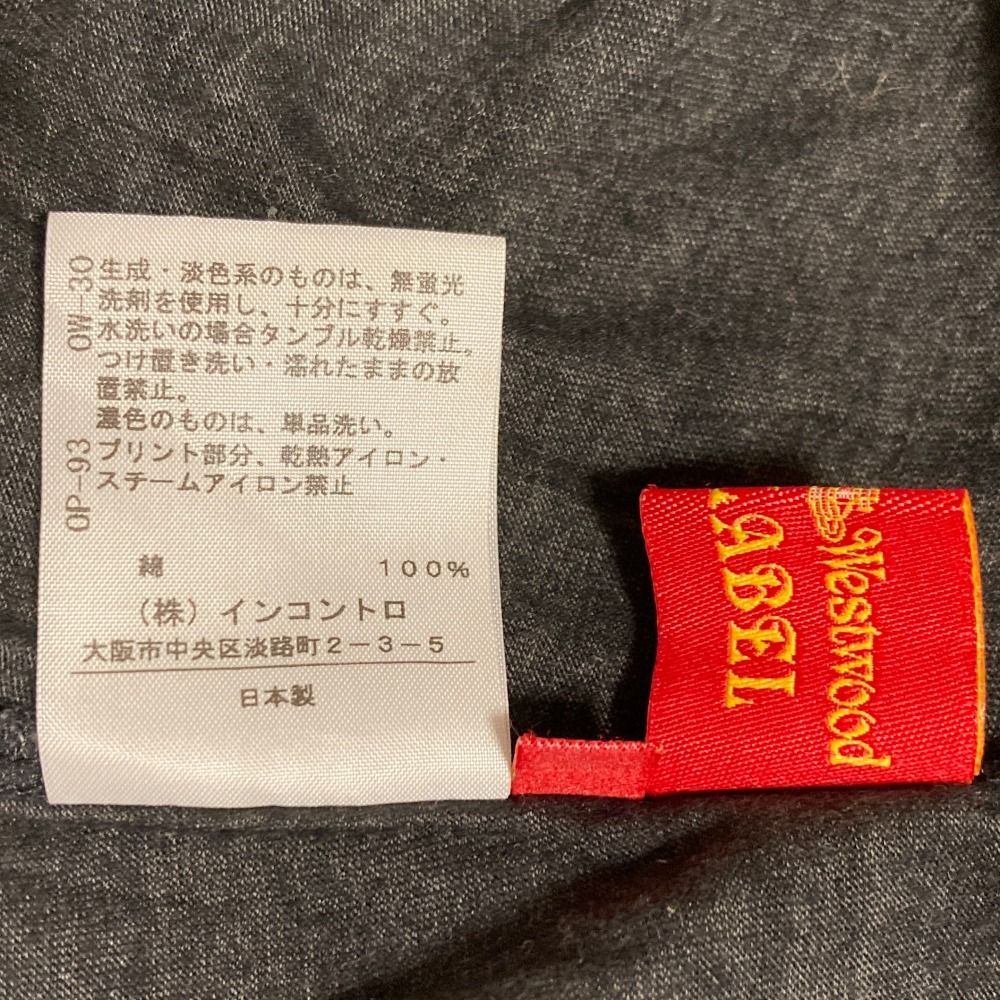 生成・淡色系のものは、無蛍光
洗剤を使用し、十分にすすぐ。
水洗いの場合タンブル乾燥禁止。
つけ置き洗い・濡れたままの放
置禁止。
濃色のものは、単品洗い。
プリント部分、乾熱アイロン・
スチームアイロン禁止
OP-93
OW-30
綿 100%
(株)インコントロ
大阪市中央区淡路町2-3-5
日本製
Westwood
LABEL